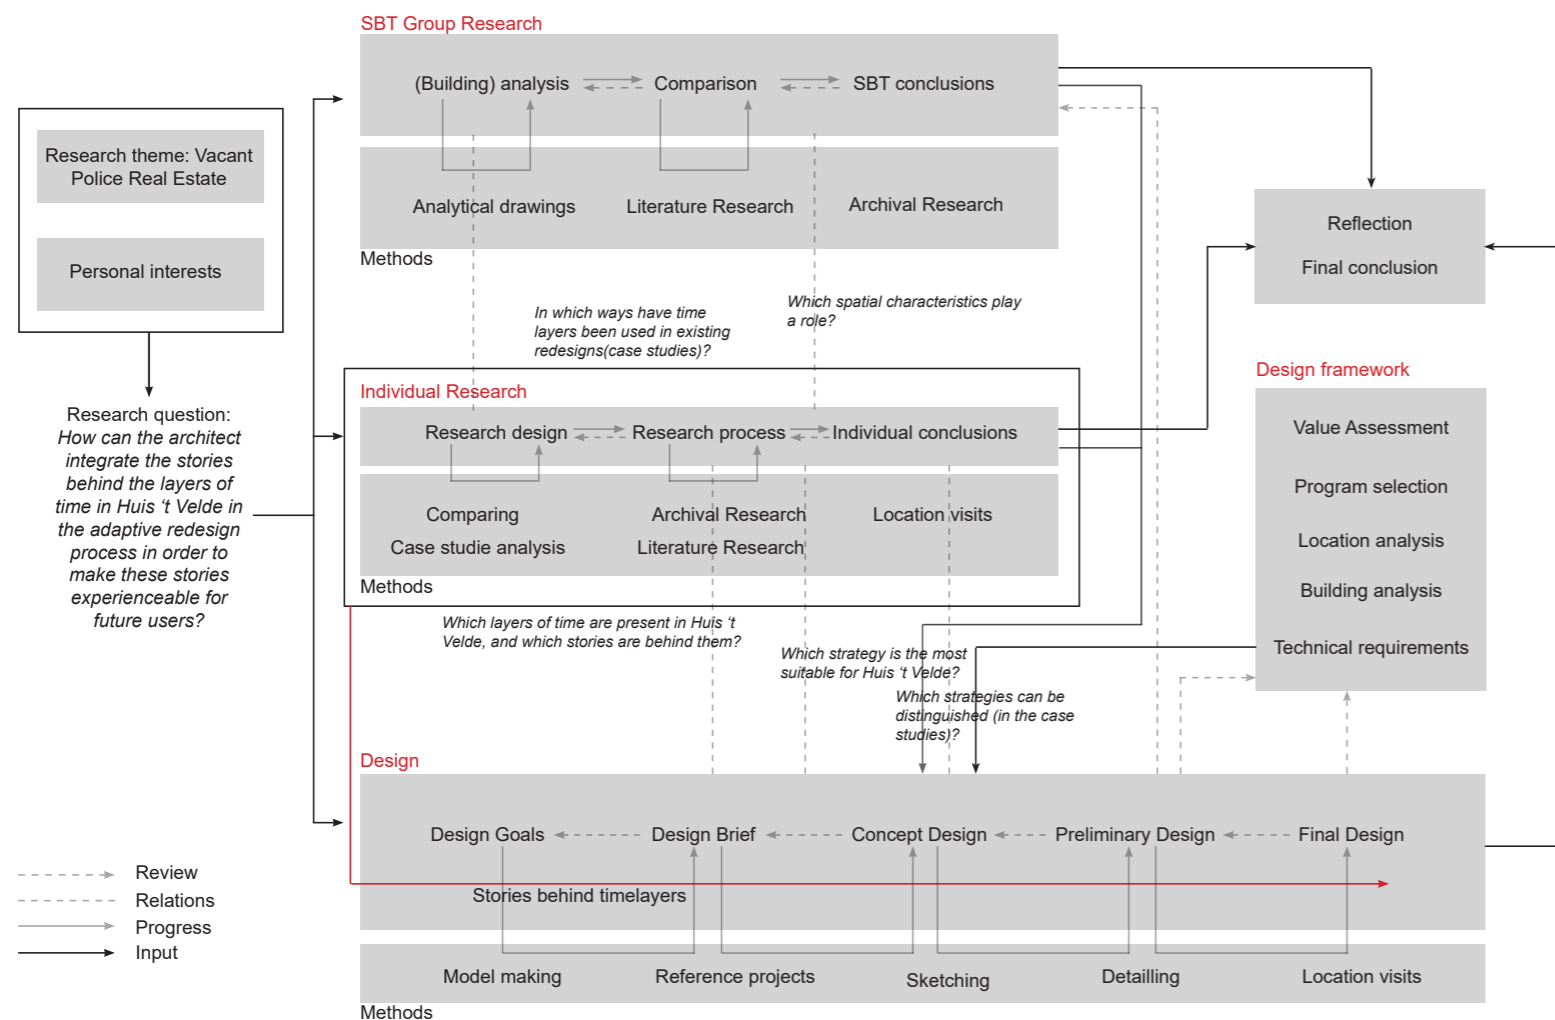 SBT Group Research
(Building) analysis
Comparison
SBT conclusions
Analytical drawings
Literature Research
Archival Research
Methods
Research theme: Vacant
Police Real Estate
Personal interests
Research question:
How can the architect
integrate the stories
behind the layers of
time in Huis ‘t Velde in
the adaptive redesign
process in order to
make these stories
experienceable for
future users?
In which ways have time
layers been used in existing
redesigns(case studies)?
Which spatial characteristics play
a role?
Individual Research
Research design
Research process
Individual conclusions
Comparing
Case studie analysis
Archival Research
Literature Research
Location visits
Methods
Which layers of time are present in Huis ‘t
Velde, and which stories are behind them?
Which strategy is the most
suitable for Huis ‘t Velde?
Which strategies can be
distinguished (in the case
studies)?
Reflection
Final conclusion
Design framework
Value Assessment
Program selection
Location analysis
Building analysis
Technical requirements
Design
Design Goals
Design Brief
Concept Design
Preliminary Design
Final Design
Stories behind timelayers
Model making
Reference projects
Sketching
Detailling
Location visits
Methods
Review
Relations
Progress
Input